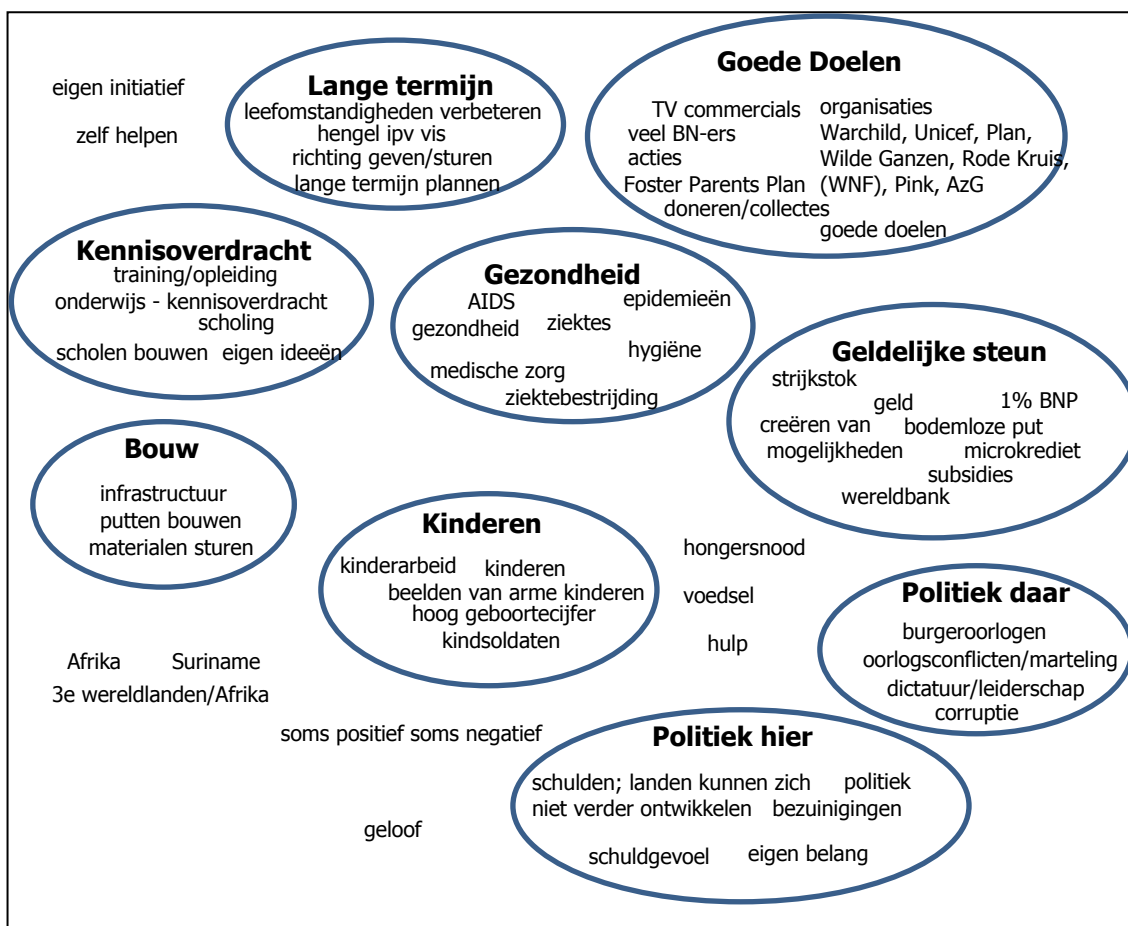 eigen initiatief
zelf helpen
Lange termijn
leefomstandigheden verbeteren
hengel ipv vis
richting geven/sturen
lange termijn plannen
Goede Doelen
TV commercials
veel BN-ers
acties
Foster Parents Plan
doneren/collectes
organisaties
Warchild, Unicef, Plan,
Wilde Ganzen, Rode Kruis,
(WNF), Pink, AzG
goede doelen
Kennisoverdracht
training/opleiding
onderwijs - kennisoverdracht
scholing
scholen bouwen eigen ideeën
Gezondheid
AIDS
epidemieën
gezondheid
ziektes
hygiëne
medische zorg
ziektebestrijding
Geldelijke steun
strijkstok
geld
1% BNP
creëren van
mogelijkheden
bodemloze put
microkrediet
subsidies
wereldbank
Bouw
infrastructuur
putten bouwen
materialen sturen
Kinderen
kinderarbeid
kinderen
beelden van arme kinderen
hoog geboortecijfer
kindsoldaten
hongersnood
voedsel
hulp
Politiek daar
burgeroorlogen
oorlogsconflicten/marteling
dictatuur/leiderschap
corruptie
Afrika
Suriname
3e wereldlanden/Afrika
soms positief soms negatief
geloof
Politiek hier
schulden; landen kunnen zich
niet verder ontwikkelen
politiek
bezuinigingen
schuldgevoel
eigen belang